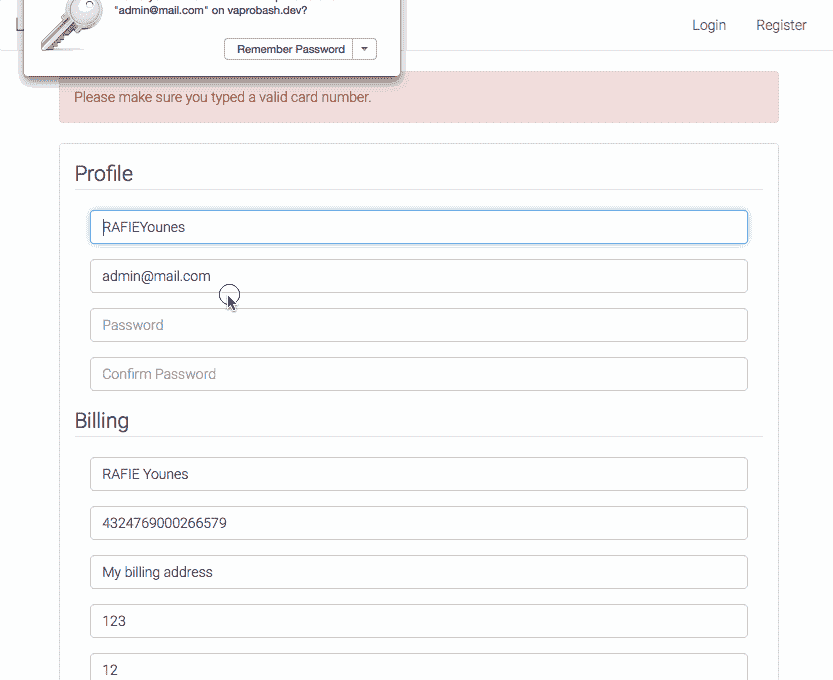 "admin@mail.com" on vaprobash.dev?
Remember Password
Login
Register
Please make sure you typed a valid card number.
Profile
RAFIEYounes
admin@mail.com
Password
Confirm Password
Billing
RAFIE Younes
4324769000266579
My billing address
123
12